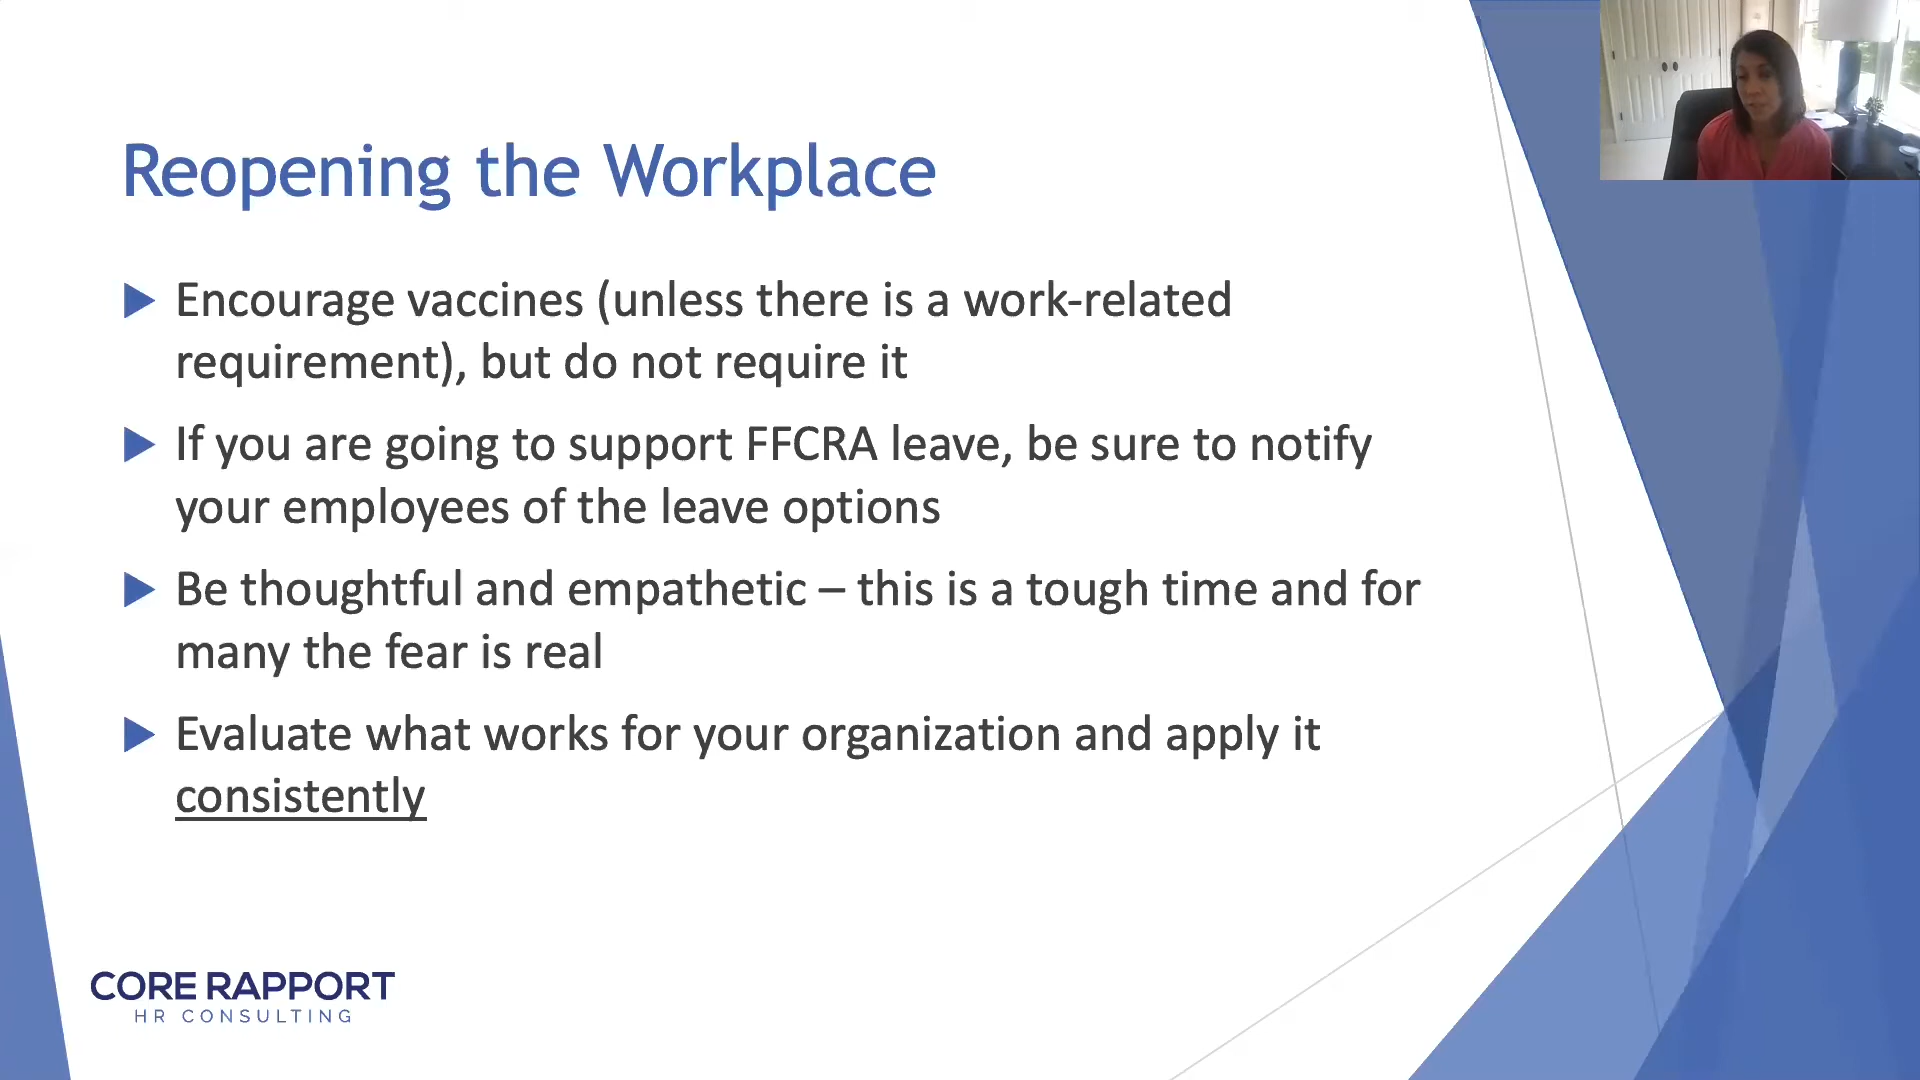 Reopening the Workplace
Encourage vaccines (unless there is a work-related
requirement), but do not require it
If you are going to support FFCRA leave, be sure to notify
your employees of the leave options
Be thoughtful and empathetic – this is a tough time and for
many the fear is real
Evaluate what works for your organization and apply it
consistently
CORE RAPPORT
HR CONSULTING